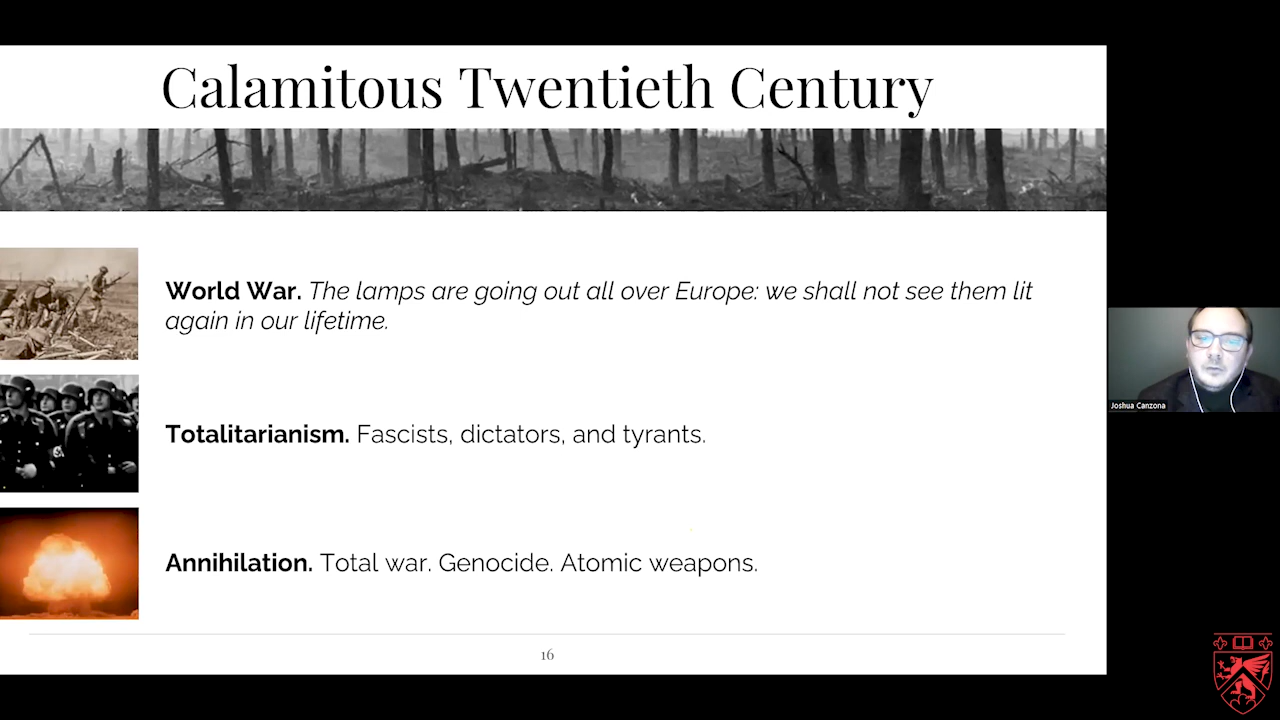 Calamitous Twentieth Century
World War. The lamps are going out all over Europe: we shall not see them lit
again in our lifetime.
Totalitarianism. Fascists, dictators, and tyrants.
Annihilation. Total war. Genocide. Atomic weapons.
16
Joshua Canzona